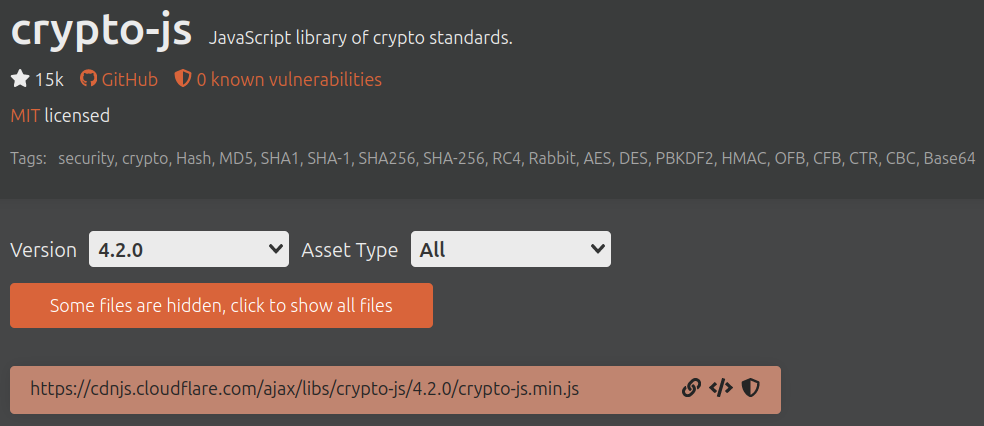 crypto-js JavaScript library of crypto standards.
15k GitHub 0 known vulnerabilities
MIT licensed
Tags: security, crypto, Hash, MD5, SHA1, SHA-1, SHA256, SHA-256, RC4, Rabbit, AES, DES, PBKDF2, HMAC, OFB, CFB, CTR, CBC, Base64
Version 4.2.0 Asset Type All
Some files are hidden, click to show all files
https://cdnjs.cloudflare.com/ajax/libs/crypto-js/4.2.0/crypto-js.min.js